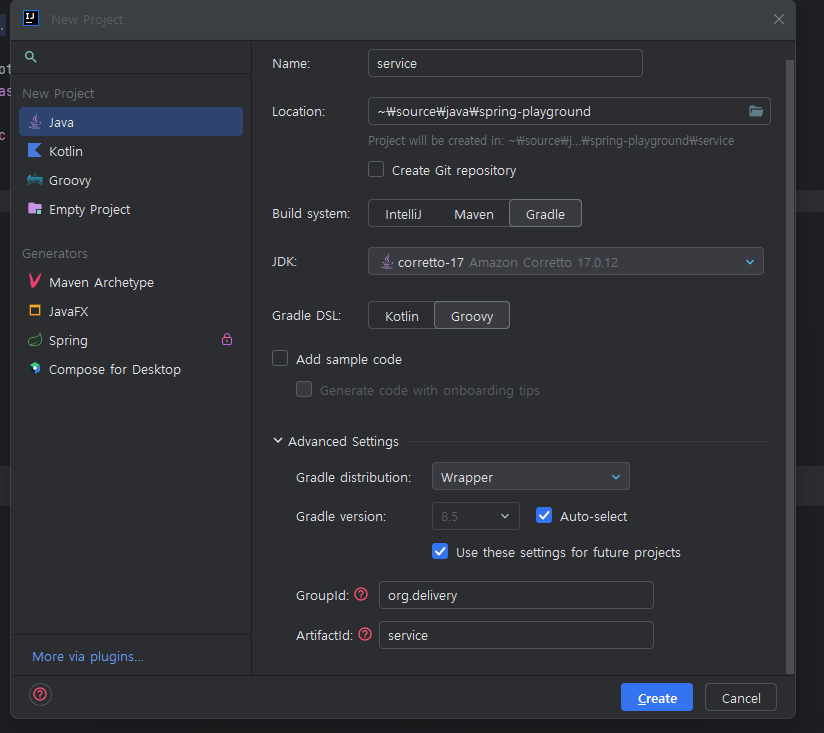 New Project
New Project
Java
Kotlin
Groovy
Empty Project
Generators
Maven Archetype
JavaFX
Spring
Compose for Desktop
More via plugins...
Name: service
Location: ~₩source₩java₩spring-playground
Project will be created in: ~₩source₩j...₩spring-playground₩service
Create Git repository
Build system: IntelliJ Maven Gradle
JDK: corretto-17 Amazon Corretto 17.0.12
Gradle DSL: Kotlin Groovy
Add sample code
Generate code with onboarding tips
Advanced Settings
Gradle distribution: Wrapper
Gradle version: 8.5 Auto-select
Use these settings for future projects
GroupId: ? org.delivery
ArtifactId: ? service
? Create Cancel